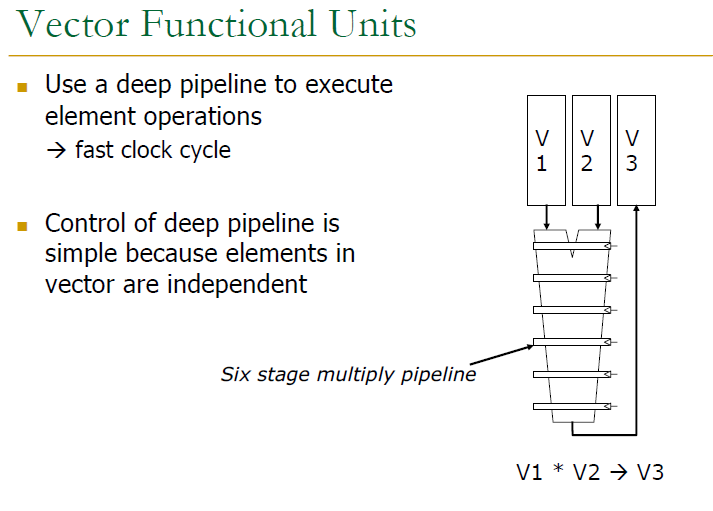 Vector Functional Units
Use a deep pipeline to execute
element operations
→ fast clock cycle
Control of deep pipeline is
simple because elements in
vector are independent
V
1
V
2
V
3
Six stage multiply pipeline
V1 * V2 → V3